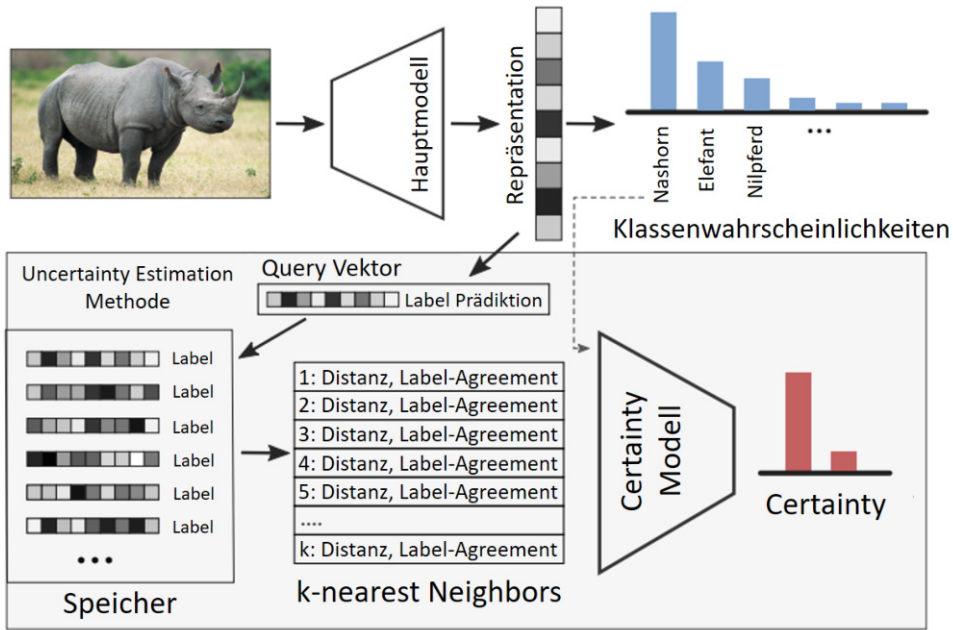 Hauptmodell
Repräsentation
Nashorn
Elefant
Nilpferd
...
Klassenwahrscheinlichkeiten
Uncertainty Estimation
Methode
Query Vektor
Label Prädiktion
Label
Label
Label
Label
Label
Label
...
Speicher
1: Distanz, Label-Agreement
2: Distanz, Label-Agreement
3: Distanz, Label-Agreement
4: Distanz, Label-Agreement
5: Distanz, Label-Agreement
....
k: Distanz, Label-Agreement
k-nearest Neighbors
Certainty
Modell
Certainty